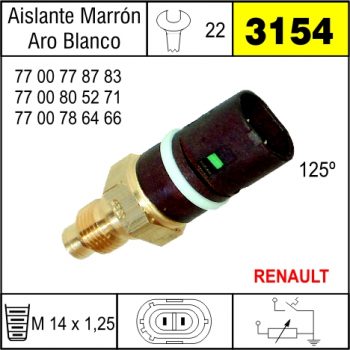 Aislante Marrón
Aro Blanco
22
3154
77 00 77 87 83
77 00 80 52 71
77 00 78 64 66
125º
RENAULT
M 14 x 1,25